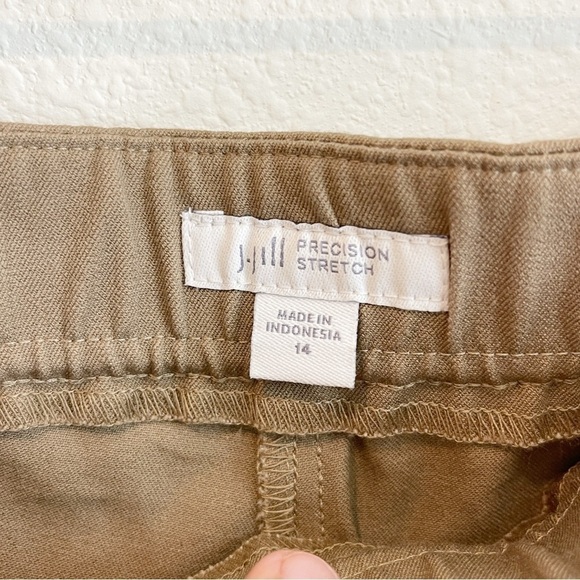 J.Jill PRECISION
STRETCH
MADE IN
INDONESIA
14